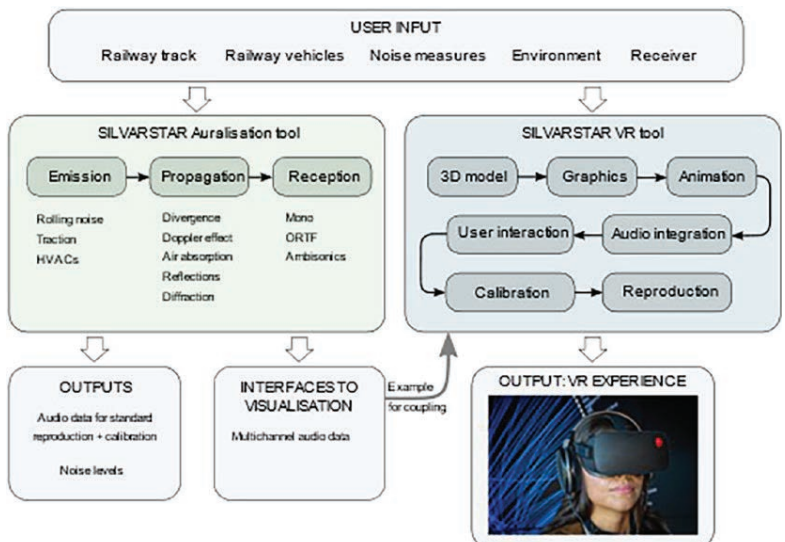 USER INPUT
Railway track Railway vehicles Noise measures Environment Receiver
SILVARSTAR Auralisation tool
Emission Propagation Reception
Rolling noise
Traction
HVACs
Divergence
Doppler effect
Air absorption
Reflections
Diffraction
Mono
ORTF
Ambisonics
SILVARSTAR VR tool
3D model Graphics Animation
User interaction Audio integration
Calibration Reproduction
OUTPUTS
Audio data for standard
reproduction + calibration
Noise levels
INTERFACES TO
VISUALISATION
Multichannel audio data
Example
for coupling
OUTPUT: VR EXPERIENCE